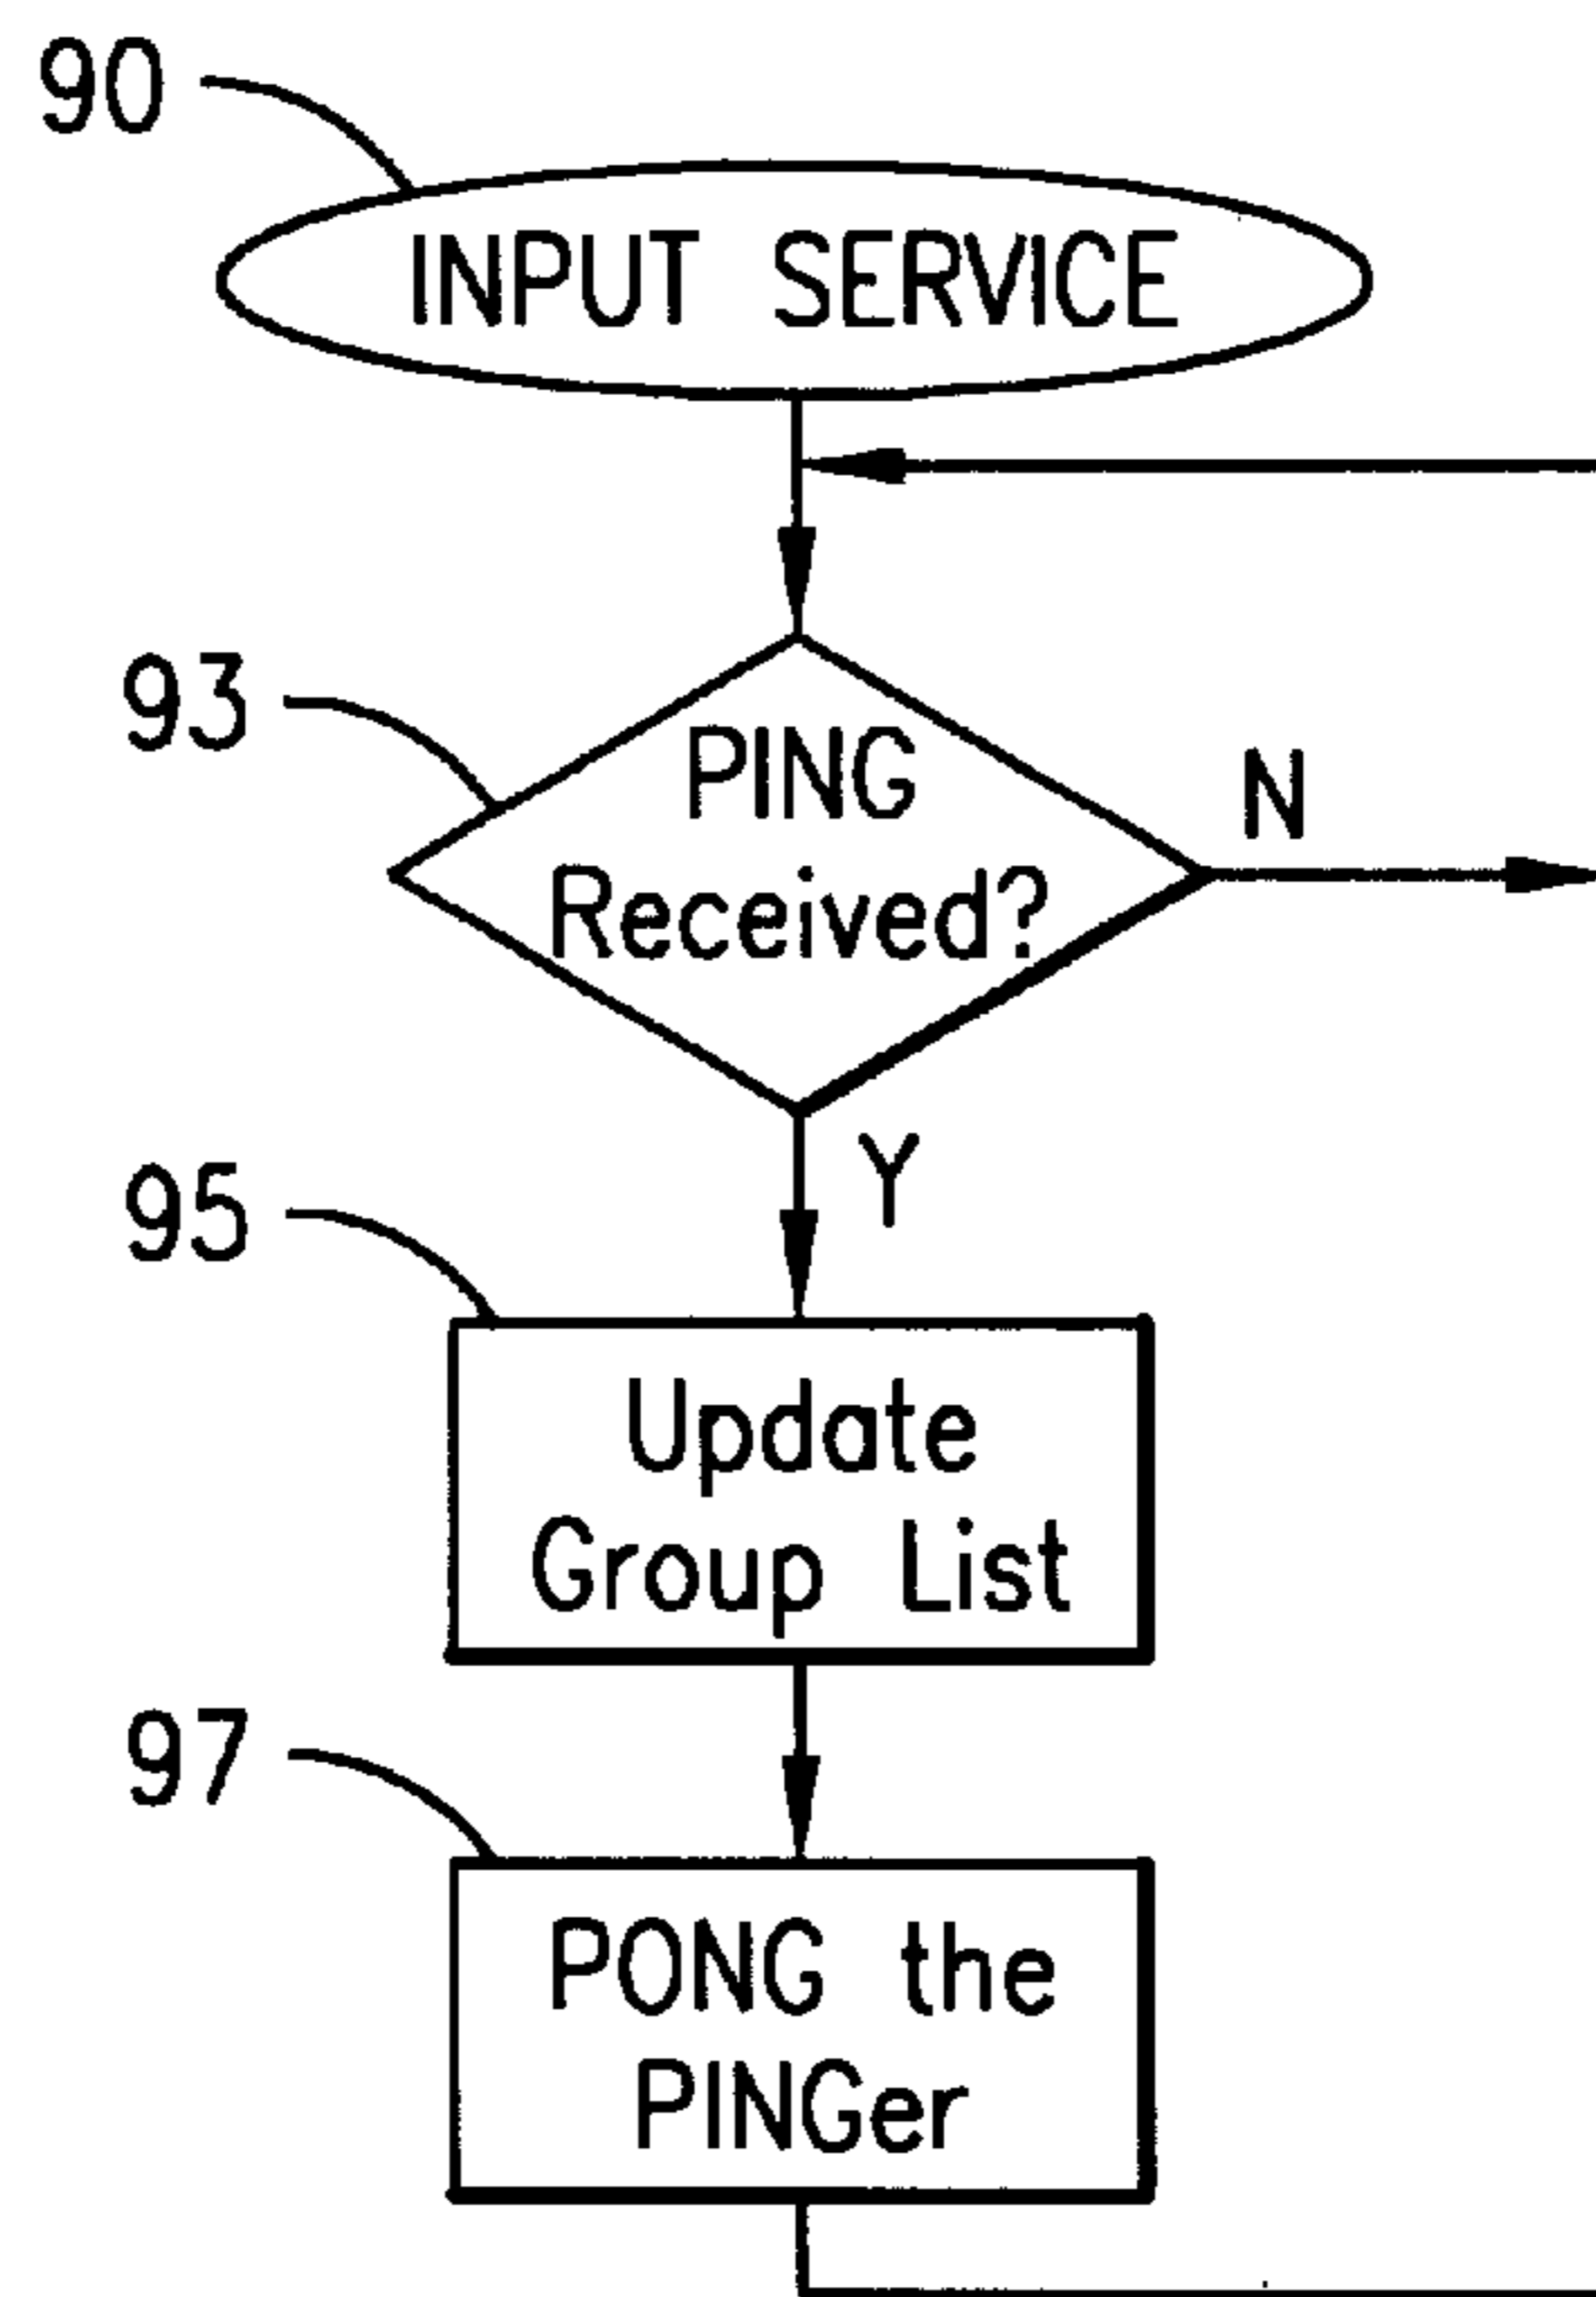 90
INPUT SERVICE
93
PING
Received?
N
Y
95
Update
Group List
97
PONG the
PINGer